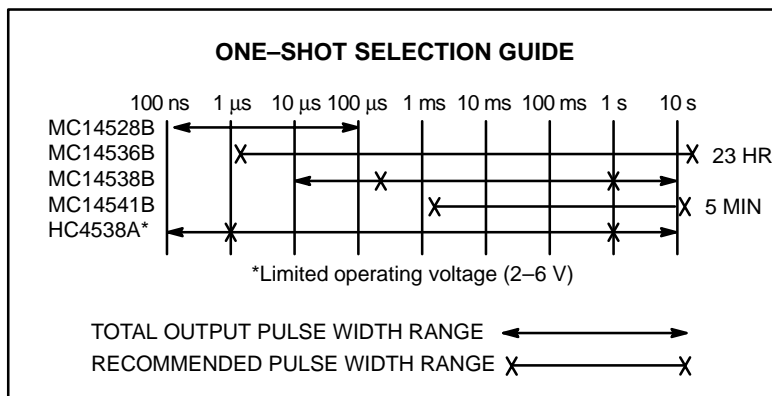 ONE–SHOT SELECTION GUIDE
100 ns 1 µs 10 µs 100 µs 1 ms 10 ms 100 ms 1 s 10 s
MC14528B
MC14536B 23 HR
MC14538B
MC14541B 5 MIN
HC4538A*
*Limited operating voltage (2–6 V)
TOTAL OUTPUT PULSE WIDTH RANGE
RECOMMENDED PULSE WIDTH RANGE